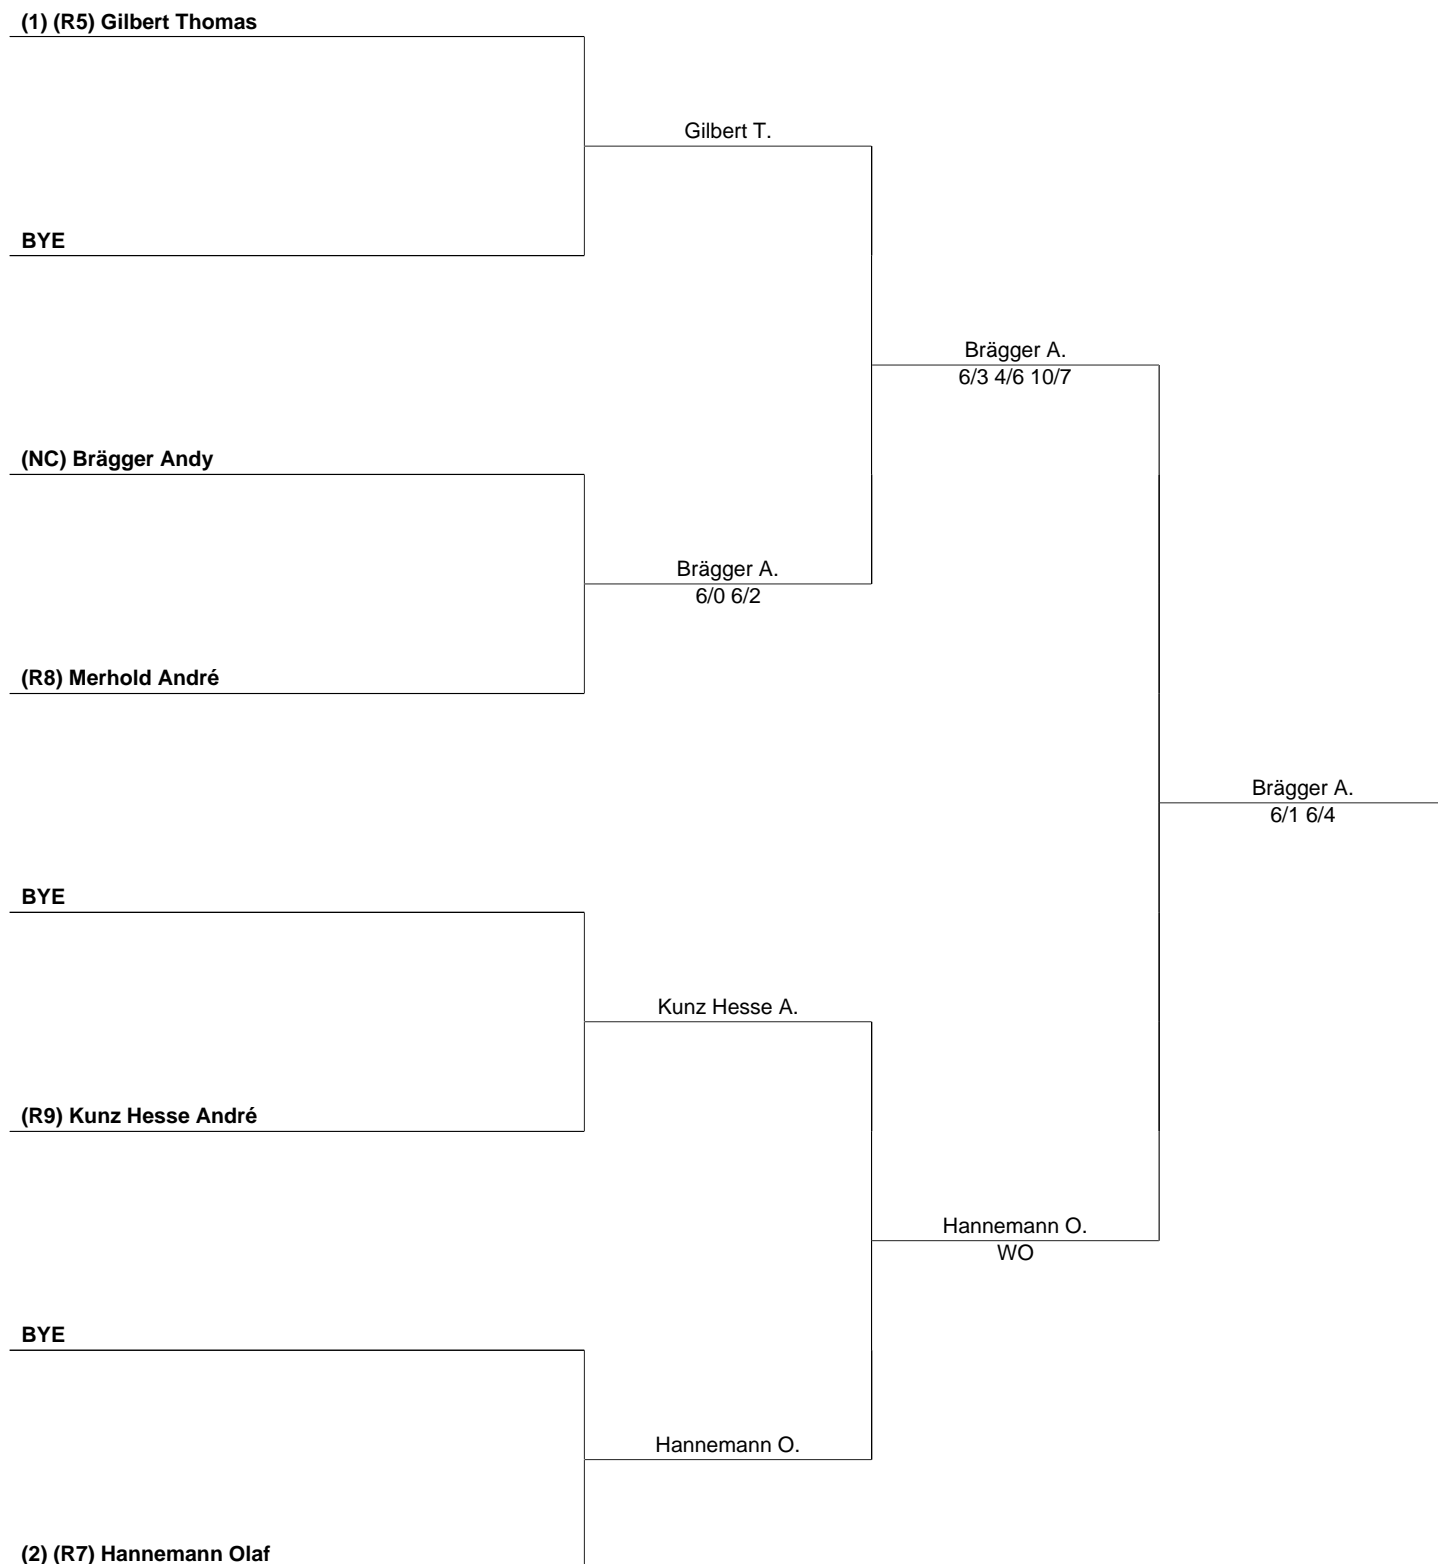 (1) (R5) Gilbert Thomas
Gilbert T.
BYE
Brägger A.
6/3 4/6 10/7
(NC) Brägger Andy
Brägger A.
6/0 6/2
(R8) Merhold André
Brägger A.
6/1 6/4
BYE
Kunz Hesse A.
(R9) Kunz Hesse André
Hannemann O.
WO
BYE
Hannemann O.
(2) (R7) Hannemann Olaf